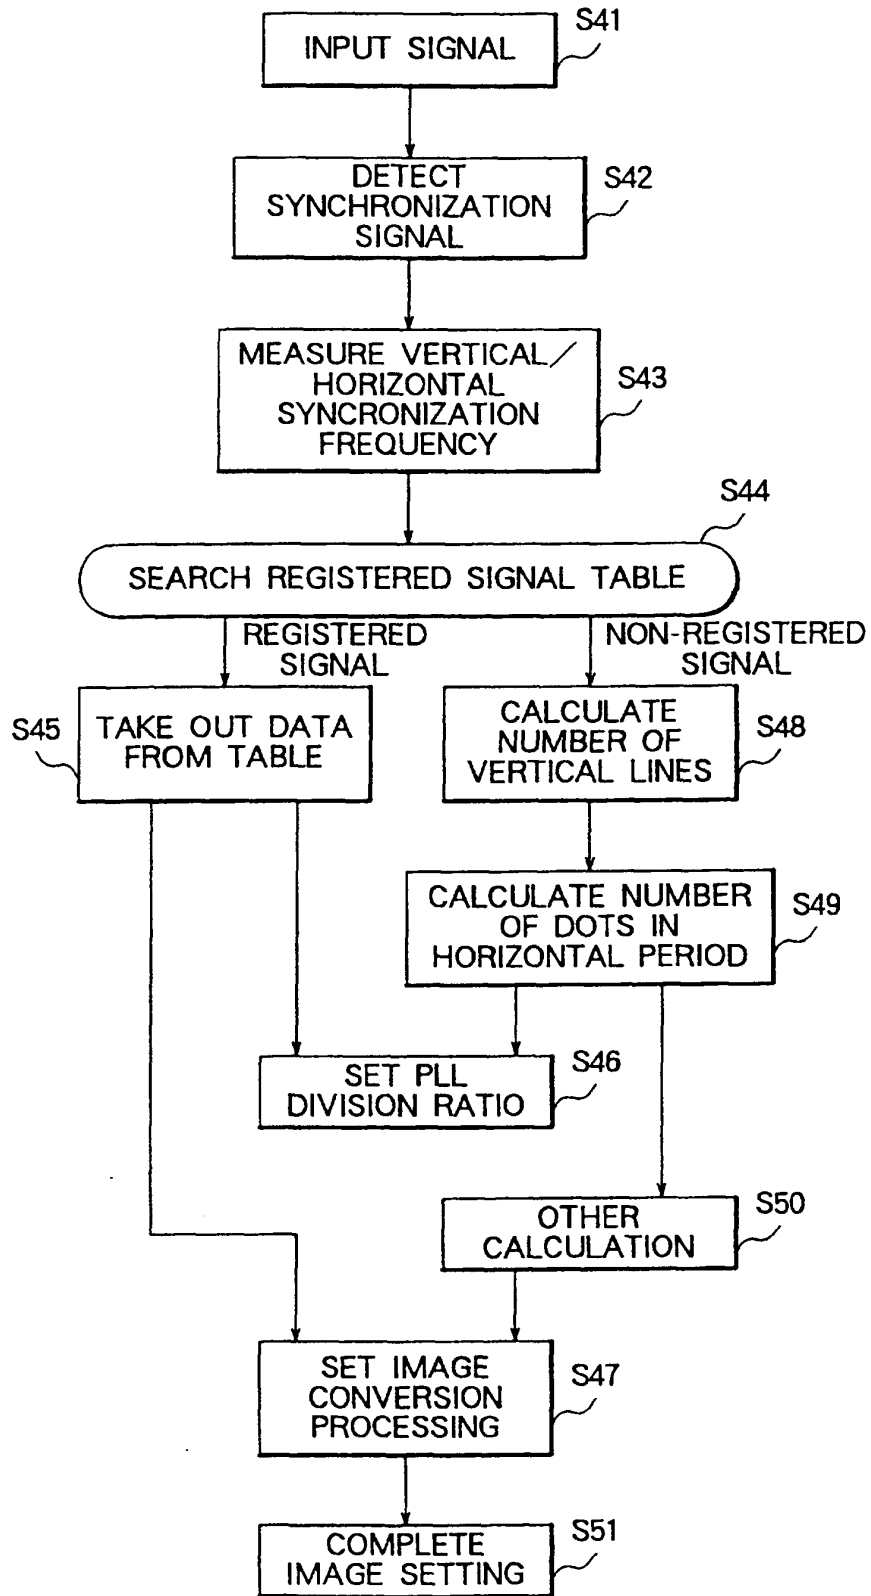 S41
INPUT SIGNAL
S42
DETECT
SYNCHRONIZATION
SIGNAL
S43
MEASURE VERTICAL/
HORIZONTAL
SYNCRONIZATION
FREQUENCY
S44
SEARCH REGISTERED SIGNAL TABLE
REGISTERED
SIGNAL
NON-REGISTERED
SIGNAL
S45
TAKE OUT DATA
FROM TABLE
S48
CALCULATE
NUMBER OF
VERTICAL LINES
S49
CALCULATE NUMBER
OF DOTS IN
HORIZONTAL PERIOD
S46
SET PLL
DIVISION RATIO
S50
OTHER
CALCULATION
S47
SET IMAGE
CONVERSION
PROCESSING
S51
COMPLETE
IMAGE SETTING